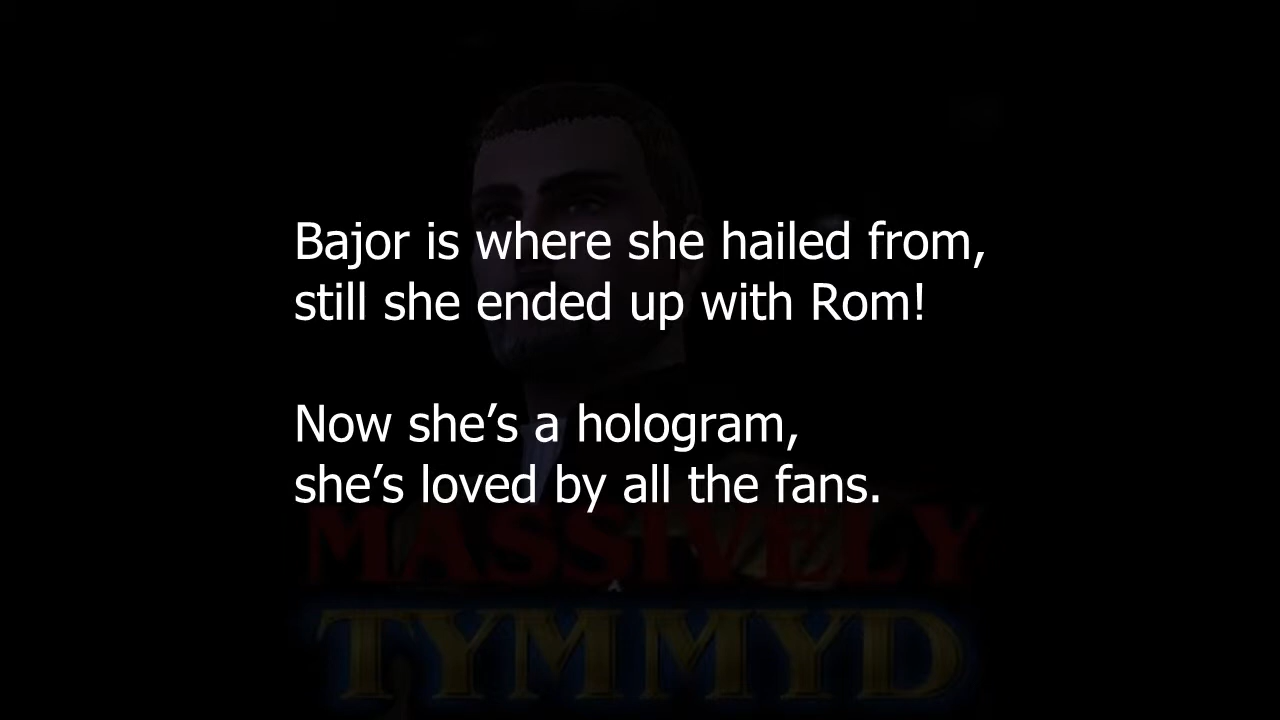 Bajor is where she hailed from,
still she ended up with Rom!
Now she’s a hologram,
she’s loved by all the fans.
MASSIVELY
TYMMYD